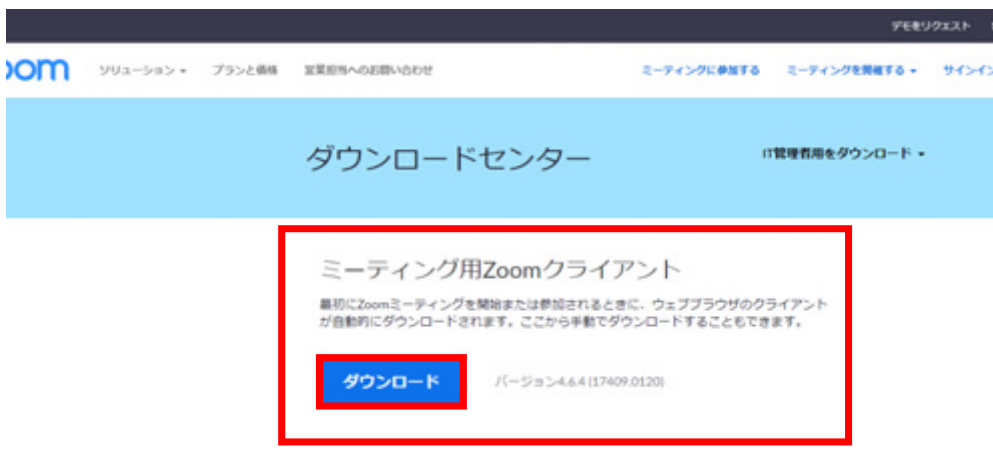 デモをリクエスト
oom ソリューション プランと価格 営業担当へのお問い合わせ ミーティングに参加する ミーティングを開催する サインイン
ダウンロードセンター IT管理者用をダウンロード
ミーティング用Zoomクライアント
最初にZoomミーティングを開始または参加されるときに、ウェブブラウザのクライアント
が自動的にダウンロードされます。ここから手動でダウンロードすることもできます。
ダウンロード バージョン4.6.4 (17409.0120)